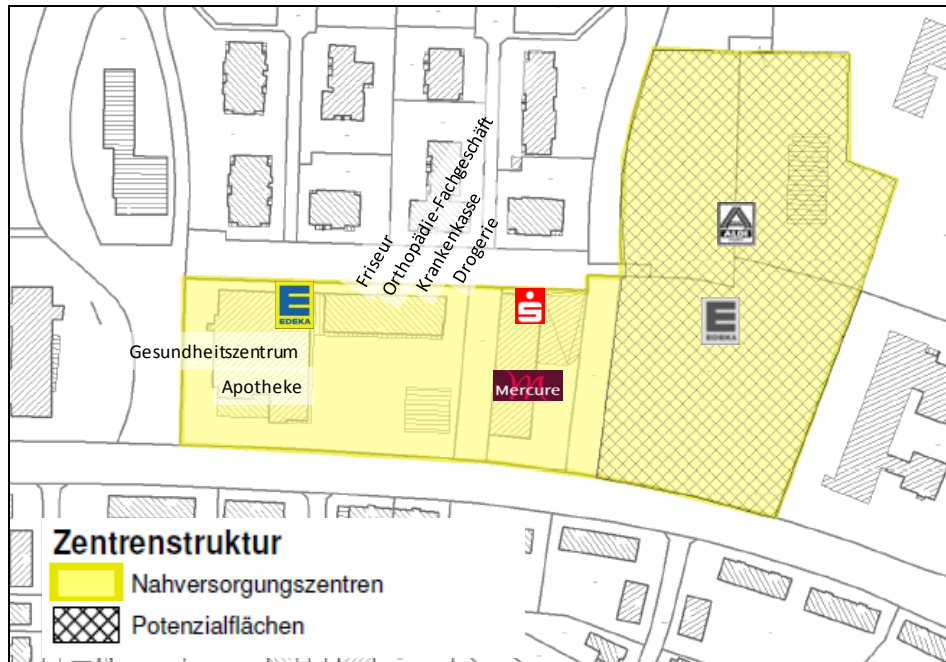 Friseur
Orthopädie-Fachgeschäft
Krankenkasse
Drogerie
ALDI
E
EDEKA
E
EDEKA
Gesundheitszentrum
Apotheke
Mercure
Zentrenstruktur
Nahversorgungszentren
Potenzialflächen